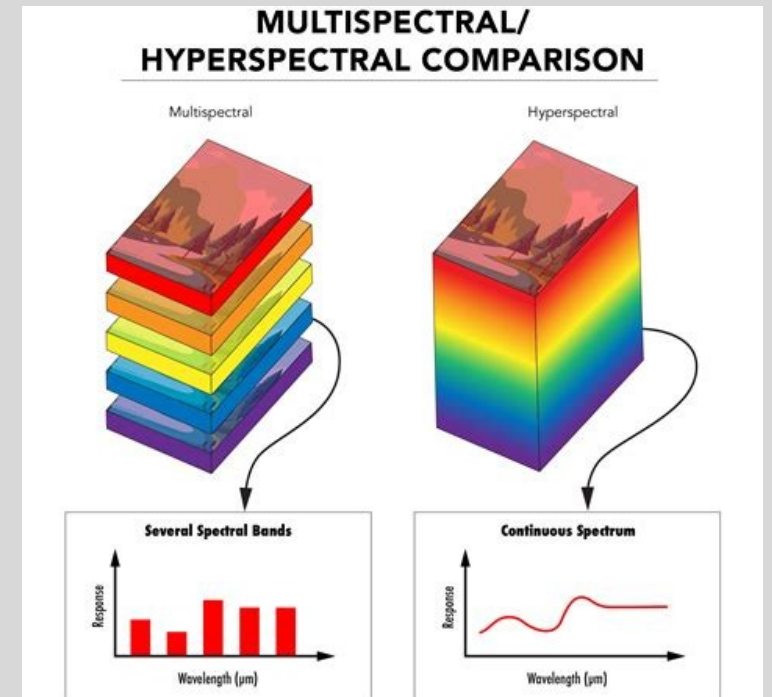 MULTISPECTRAL/
HYPERSPECTRAL COMPARISON
Multispectral
Hyperspectral
Several Spectral Bands
Response
Wavelength (µm)
Continuous Spectrum
Response
Wavelength (µm)